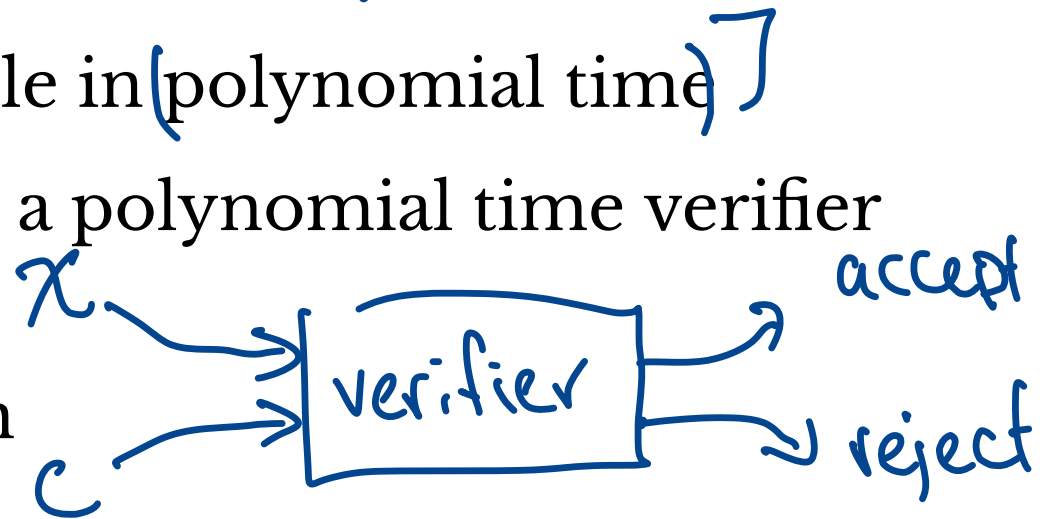 le in (polynomial time)]
a polynomial time verifier
x accept
verifier
n
c reject